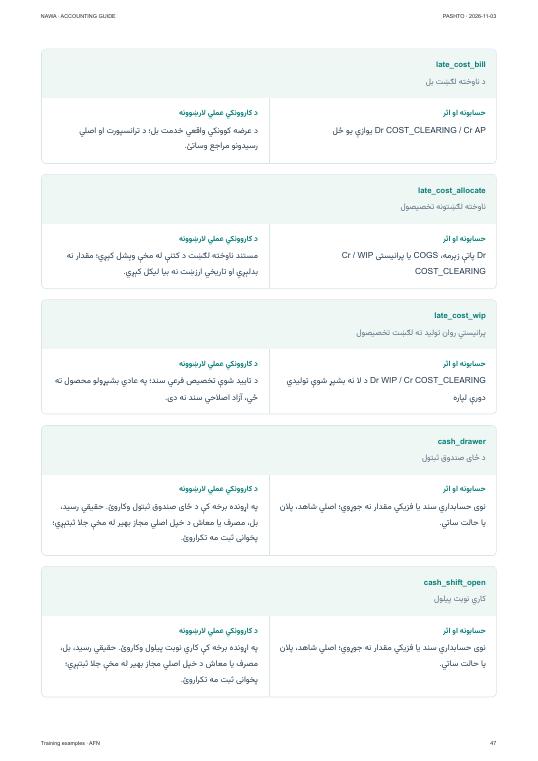 NAWA · ACCOUNTING GUIDE
PASHTO · 2026-11-03
late_cost_bill
د ناوخته لګښت بل
حسابونه او اثر
Dr COST_CLEARING / Cr AP یوازې یو ځل
د کاروونکي عملي لارښوونه
د عرضه کوونکي واقعي خدمت بل؛ د ترانسپورت او اصلي
رسیدونو مراجع وساتئ.
late_cost_allocate
ناوخته لګښتونه تخصیصول
حسابونه او اثر
Dr پاتې زېرمه، COGS یا پرانیستی WIP / Cr
COST_CLEARING
د کاروونکي عملي لارښوونه
مستند ناوخته لګښت د کتنې له مخې وېشل کېږي؛ مقدار نه
بدلېږي او تاریخي ارزښت نه بیا لیکل کېږي.
late_cost_wip
پرانیستي روان تولید ته لګښت تخصیصول
حسابونه او اثر
Dr WIP / Cr COST_CLEARING د لا نه بشپړ شوې تولیدي
دورې لپاره
د کاروونکي عملي لارښوونه
د تایید شوي تخصیص فرعي سند؛ په عادي بشپړولو محصول ته
ځي، آزاد اصلاحي سند نه دی.
cash_drawer
د ځای صندوق ثبتول
حسابونه او اثر
نوی حسابداري سند یا فزیکي مقدار نه جوړوي؛ اصلي شاهد، پلان
یا حالت ساتي.
د کاروونکي عملي لارښوونه
په اړونده برخه کې د ځای صندوق ثبتول وکاروئ. حقیقي رسید،
بل، مصرف یا معاش د خپل اصلي مجاز بهیر له مخې جلا ثبتېږي؛
پخوانی ثبت مه تکراروئ.
cash_shift_open
کاري نوبت پیلول
حسابونه او اثر
نوی حسابداري سند یا فزیکي مقدار نه جوړوي؛ اصلي شاهد، پلان
یا حالت ساتي.
د کاروونکي عملي لارښوونه
په اړونده برخه کې کاري نوبت پیلول وکاروئ. حقیقي رسید، بل،
مصرف یا معاش د خپل اصلي مجاز بهیر له مخې جلا ثبتېږي؛
پخوانی ثبت مه تکراروئ.
Training examples · AFN
47